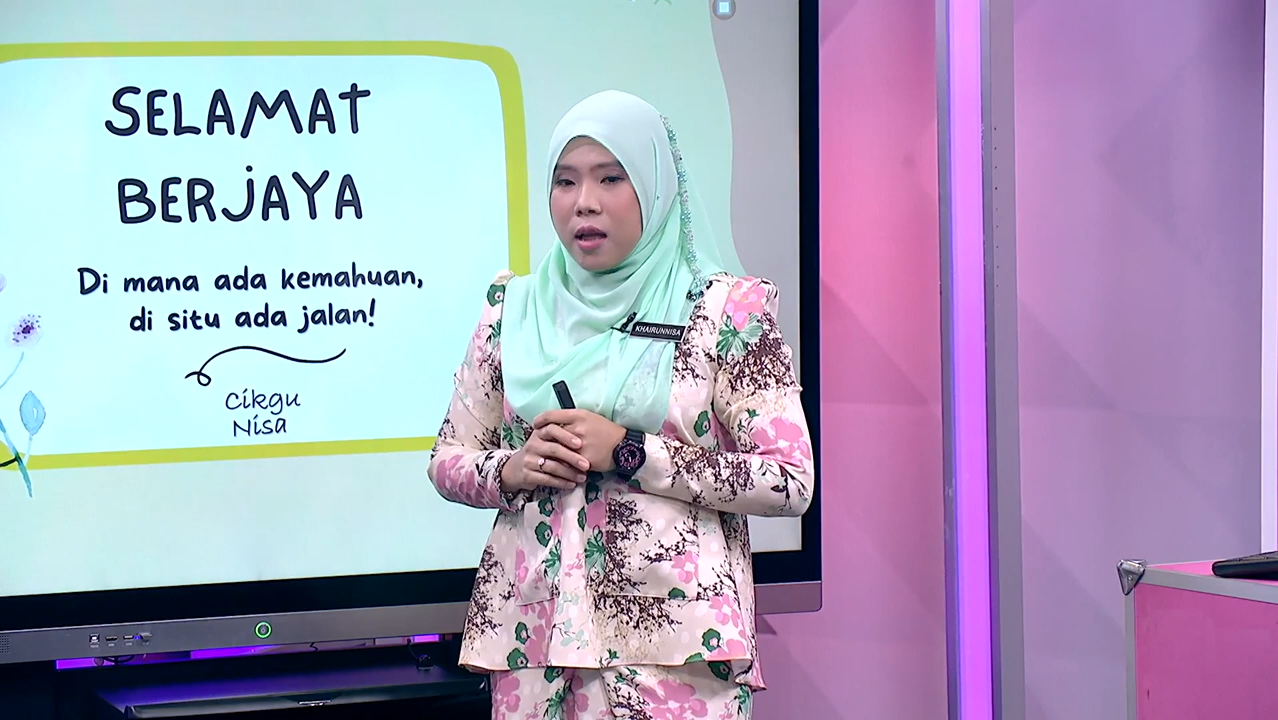 SELAMAT
BERJAYA
Di mana ada kemahuan,
di situ ada jalan!
Cikgu
Nisa
KHAIRUNNISA